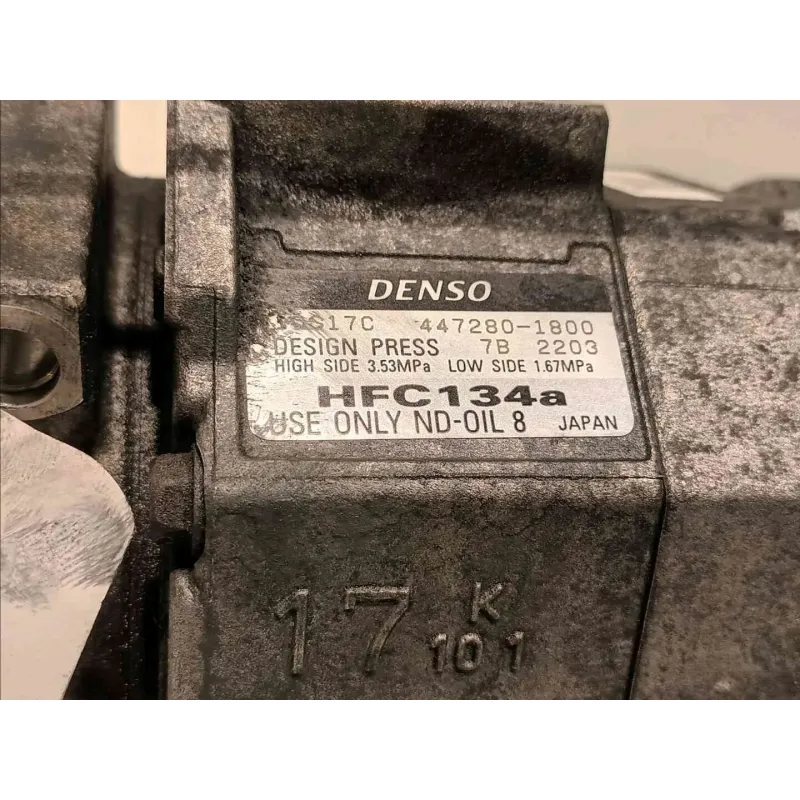 DENSO
17C 447280-1800
DESIGN PRESS 7B 2203
HIGH SIDE 3.53MPa LOW SIDE 1.67MPa
HFC134a
USE ONLY ND-OIL 8 JAPAN
17 K
101